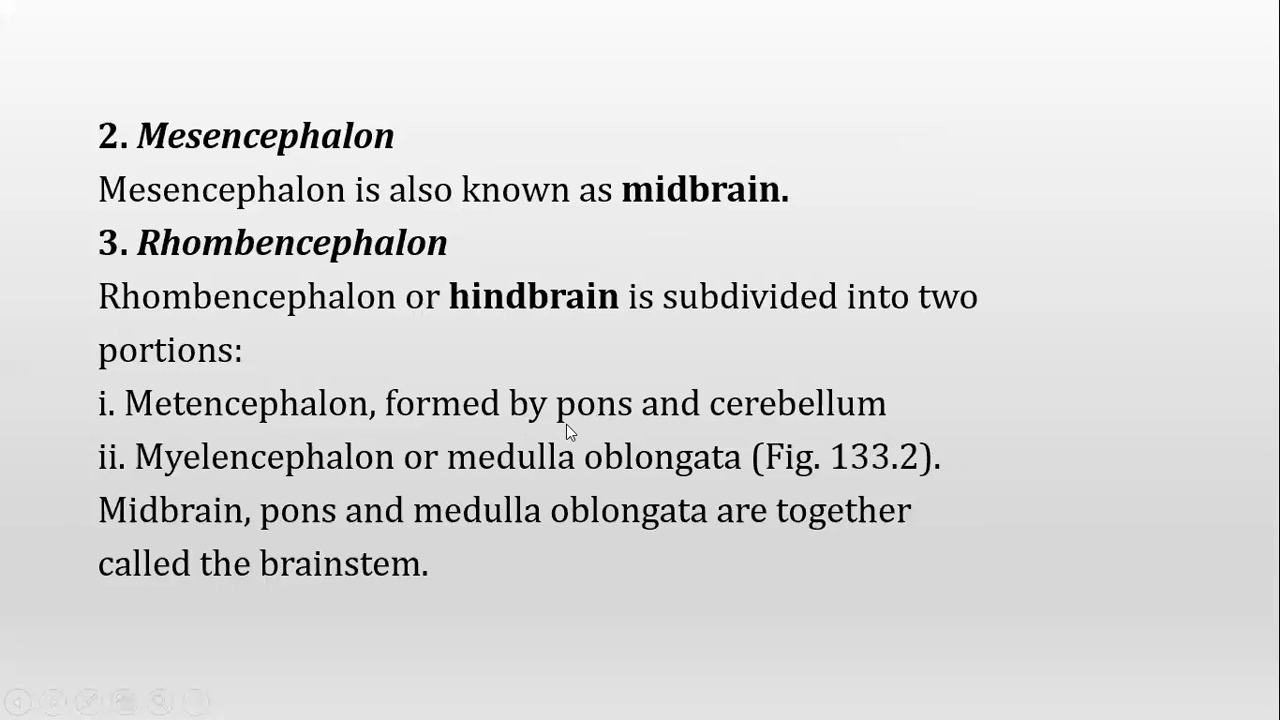 2. Mesencephalon
Mesencephalon is also known as midbrain.
3. Rhombencephalon
Rhombencephalon or hindbrain is subdivided into two
portions:
i. Metencephalon, formed by pons and cerebellum
ii. Myelencephalon or medulla oblongata (Fig. 133.2).
Midbrain, pons and medulla oblongata are together
called the brainstem.